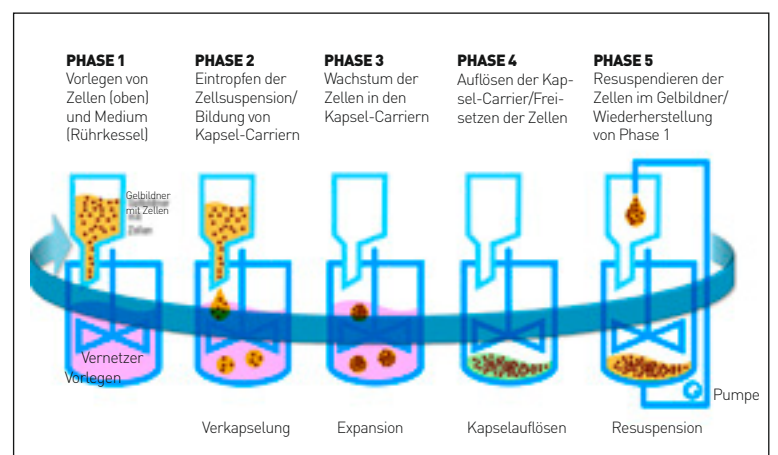 PHASE 1
Vorlegen von
Zellen (oben)
und Medium
(Rührkessel)
PHASE 2
Eintropfen der
Zellsuspension/
Bildung von
Kapsel-Carriern
PHASE 3
Wachstum der
Zellen in den
Kapsel-Carriern
PHASE 4
Auflösen der Kap-
sel-Carrier/Frei-
setzen der Zellen
PHASE 5
Resuspendieren der
Zellen im Gelbildner/
Wiederherstellung
von Phase 1
Gelbildner
mit Zellen
Zellen
Vernetzer
Vorlegen
Pumpe
Verkapselung
Expansion
Kapselauflösen
Resuspension